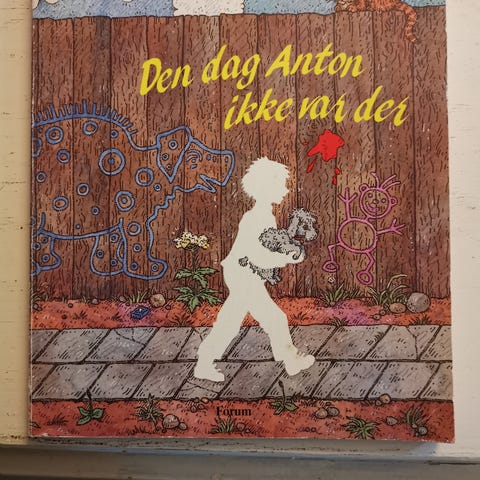 Den dag Anton
ikke var der
Forum